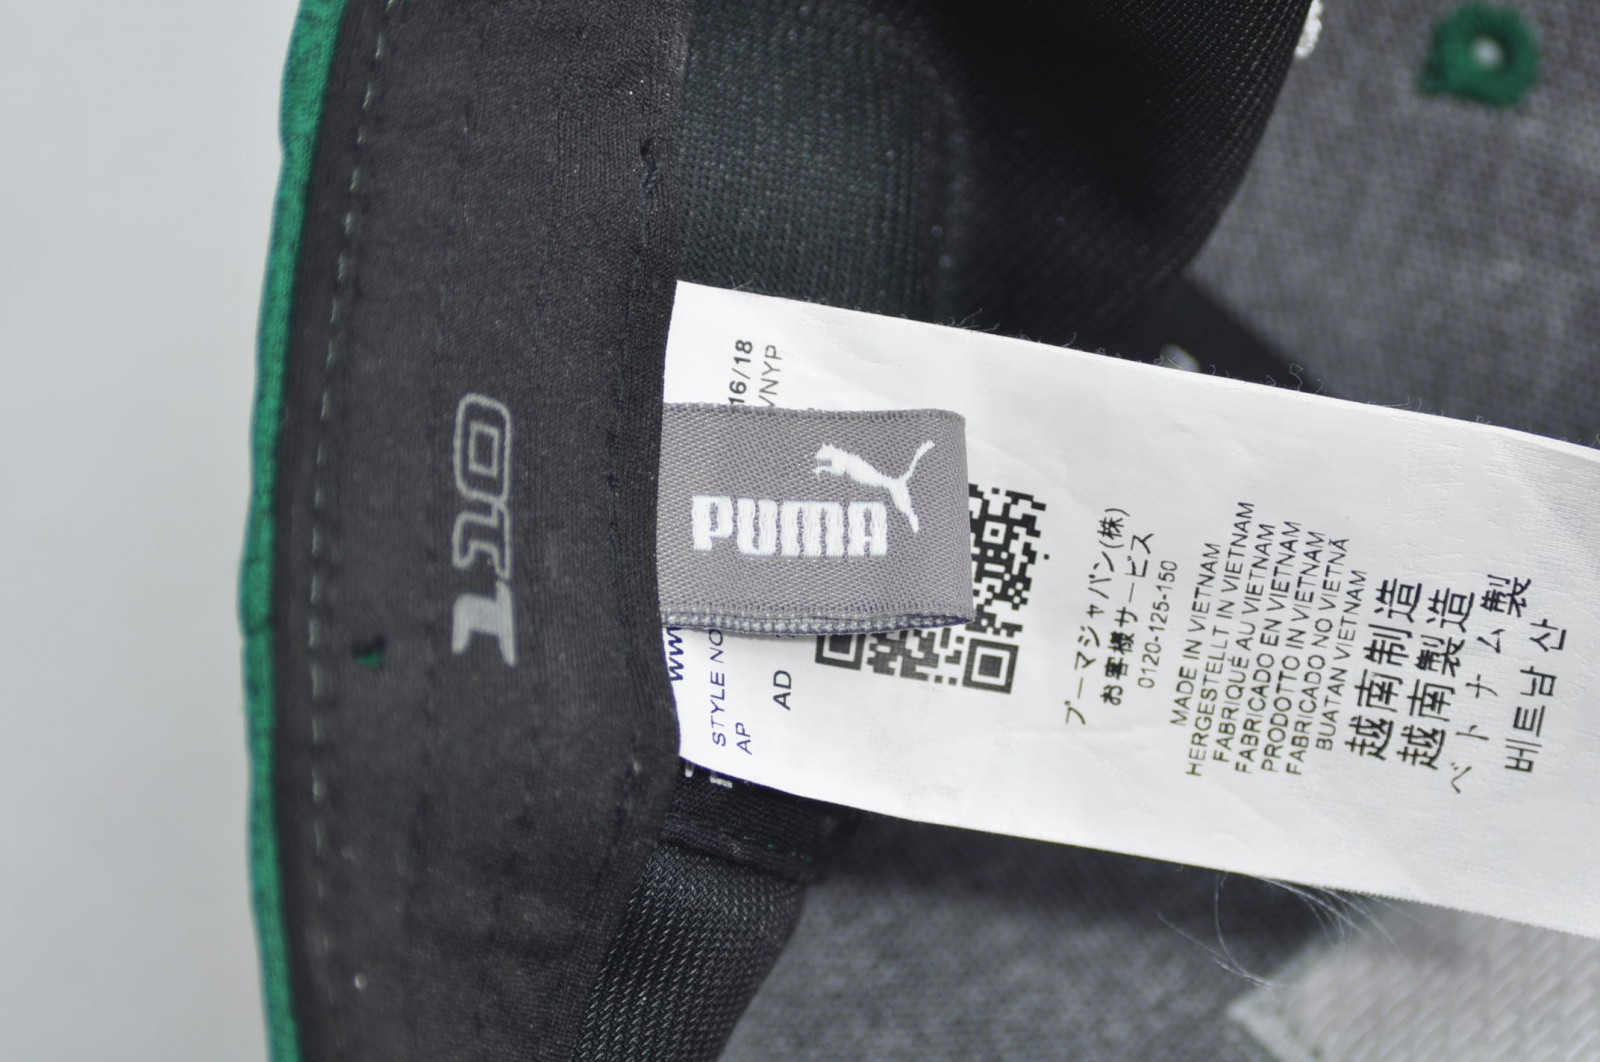 110
16/18
VNYP
PUMA
STYLE NO
AP
AD
プーマジャパン(株)
お客様サービス
0120-125-150
MADE IN VIETNAM
HERGESTELLT IN VIETNAM
FABRIQUÉ AU VIETNAM
FABRICADO EN VIETNAM
PRODOTTO IN VIETNAM
FABRICADO NO VIETNÃ
BUATAN VIETNAM
越南制造
越南製造
ベトナム製
베트남 산